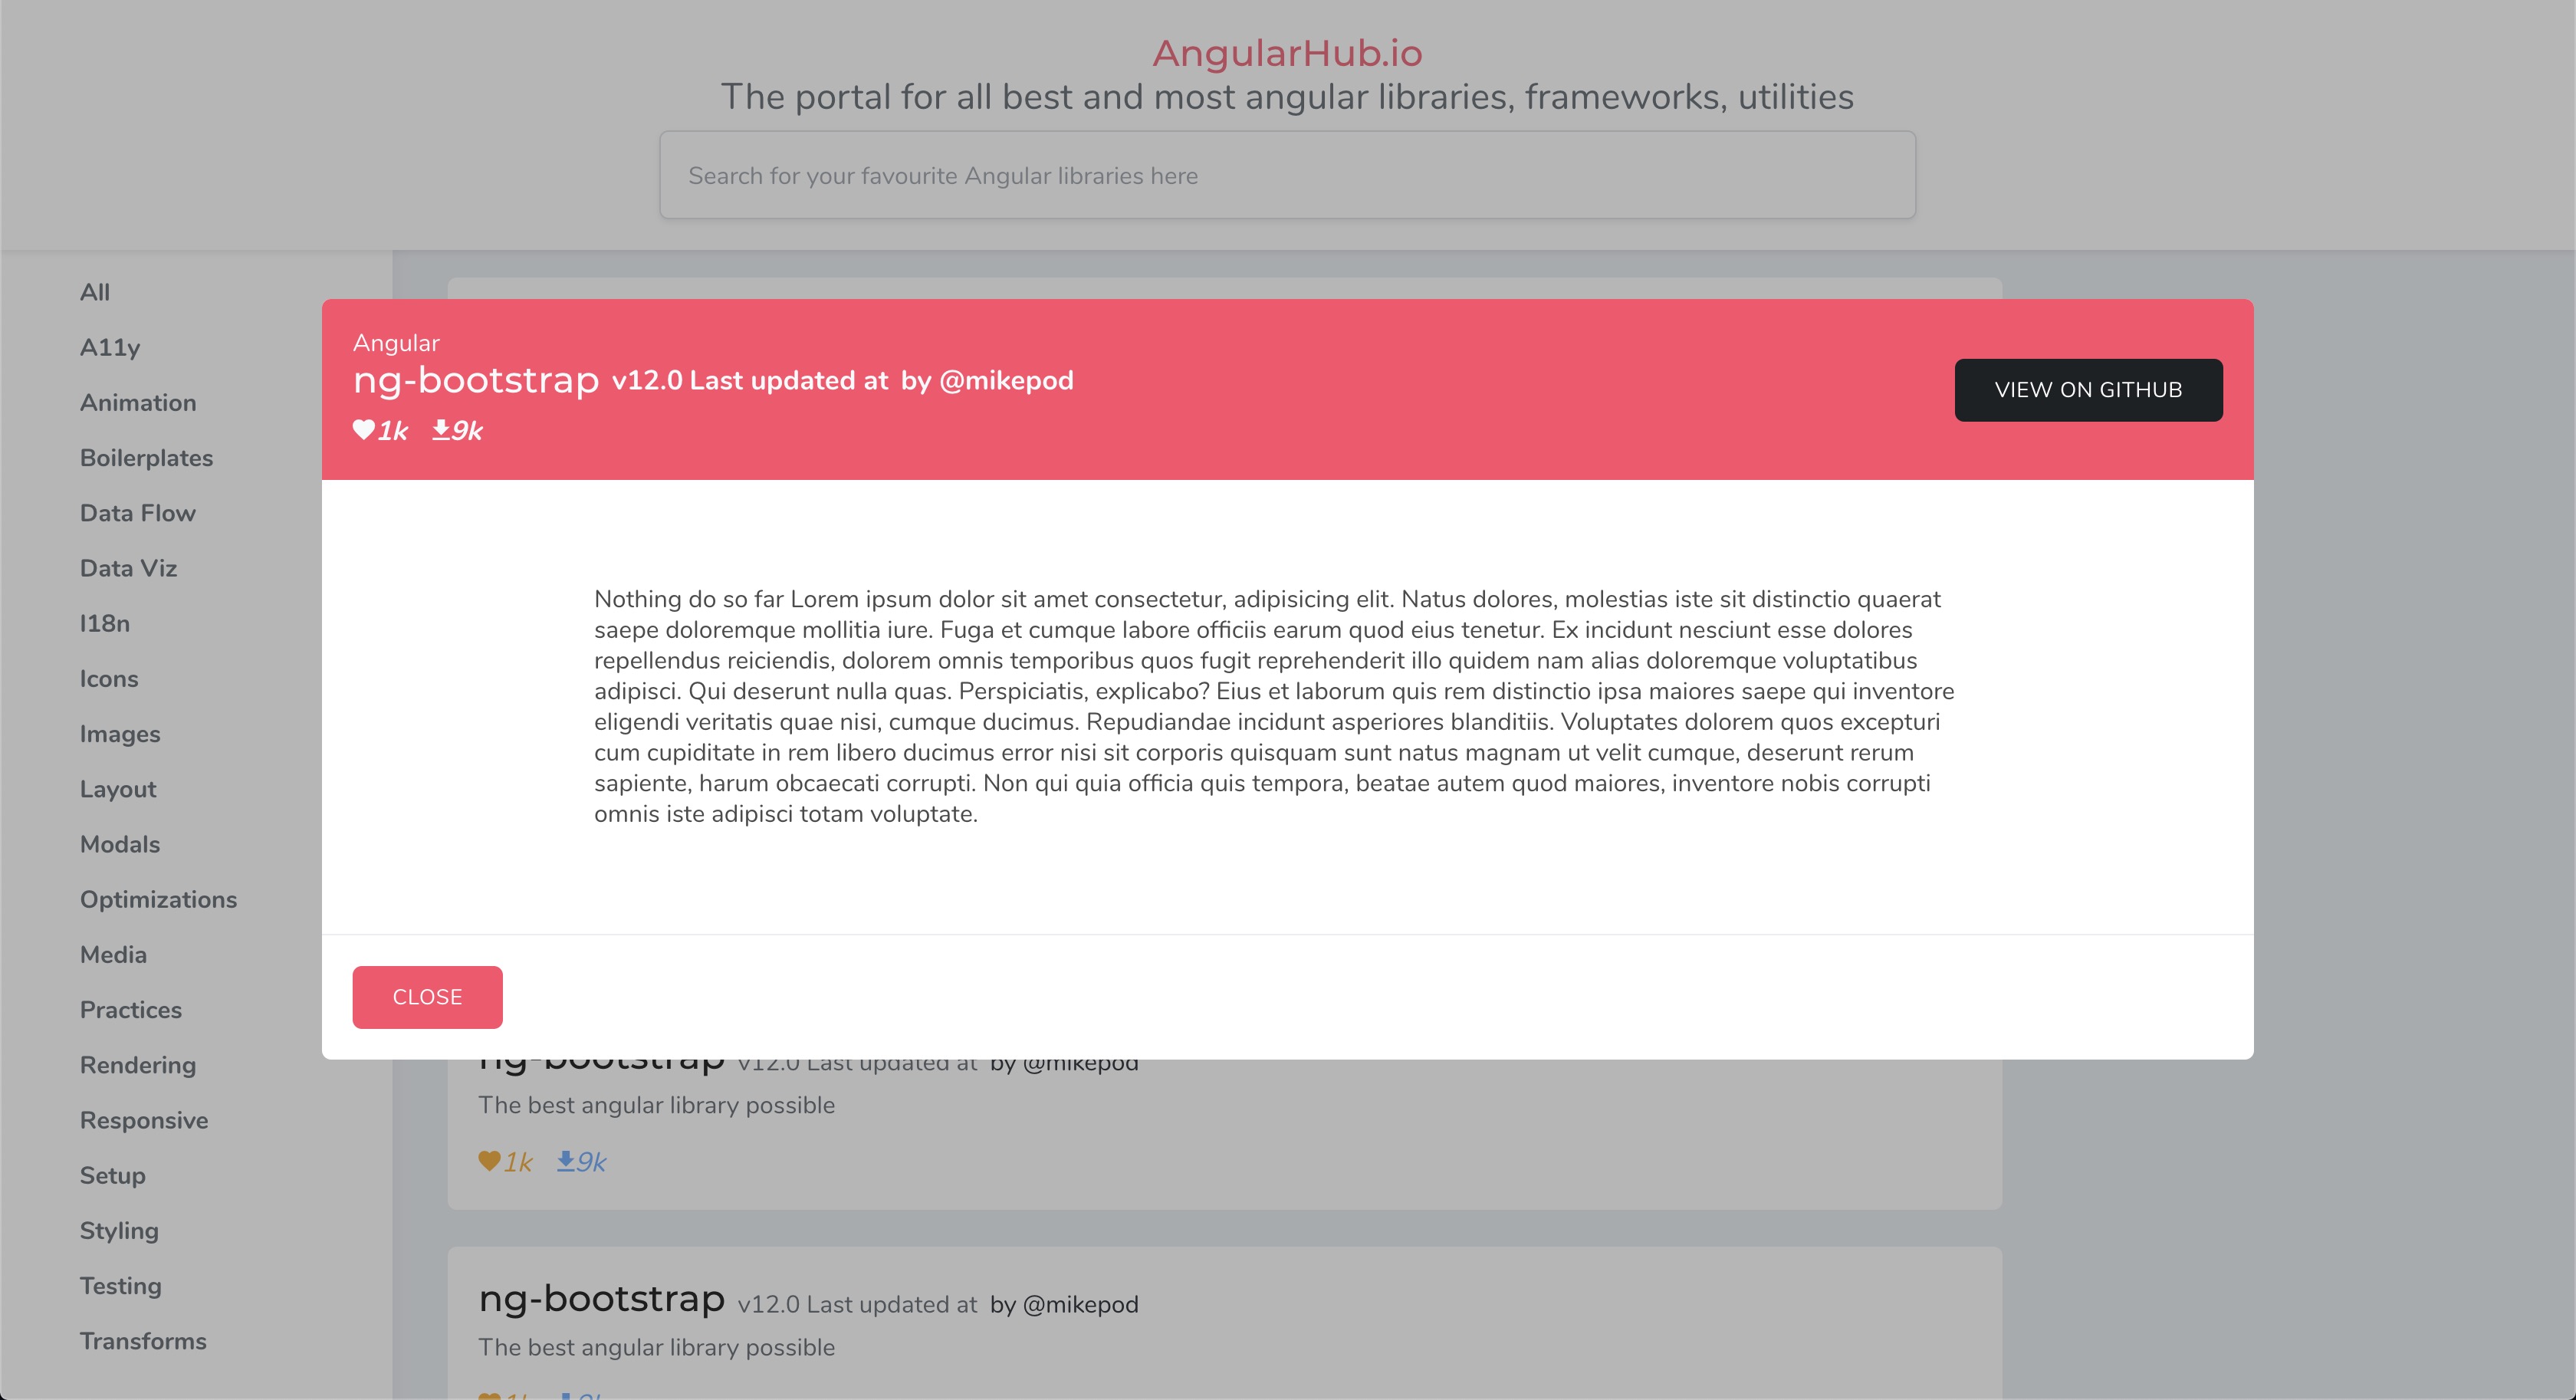 AngularHub.io
The portal for all best and most angular libraries, frameworks, utilities
Search for your favourite Angular libraries here
All
A11y
Animation
Boilerplates
Data Flow
Data Viz
I18n
Icons
Images
Layout
Modals
Optimizations
Media
Practices
Rendering
Responsive
Setup
Styling
Testing
Transforms
Angular
ng-bootstrap v12.0 Last updated at by @mikepod
1k 9k
VIEW ON GITHUB
Nothing do so far Lorem ipsum dolor sit amet consectetur, adipisicing elit. Natus dolores, molestias iste sit distinctio quaerat
saepe doloremque mollitia iure. Fuga et cumque labore officiis earum quod eius tenetur. Ex incidunt nesciunt esse dolores
repellendus reiciendis, dolorem omnis temporibus quos fugit reprehenderit illo quidem nam alias doloremque voluptatibus
adipisci. Qui deserunt nulla quas. Perspiciatis, explicabo? Eius et laborum quis rem distinctio ipsa maiores saepe qui inventore
eligendi veritatis quae nisi, cumque ducimus. Repudiandae incidunt asperiores blanditiis. Voluptates dolorem quos excepturi
cum cupiditate in rem libero ducimus error nisi sit corporis quisquam sunt natus magnam ut velit cumque, deserunt rerum
sapiente, harum obcaecati corrupti. Non qui quia officia quis tempora, beatae autem quod maiores, inventore nobis corrupti
omnis iste adipisci totam voluptate.
CLOSE
ng-bootstrap v12.0 Last updated at by @mikepod
The best angular library possible
1k 9k
ng-bootstrap v12.0 Last updated at by @mikepod
The best angular library possible